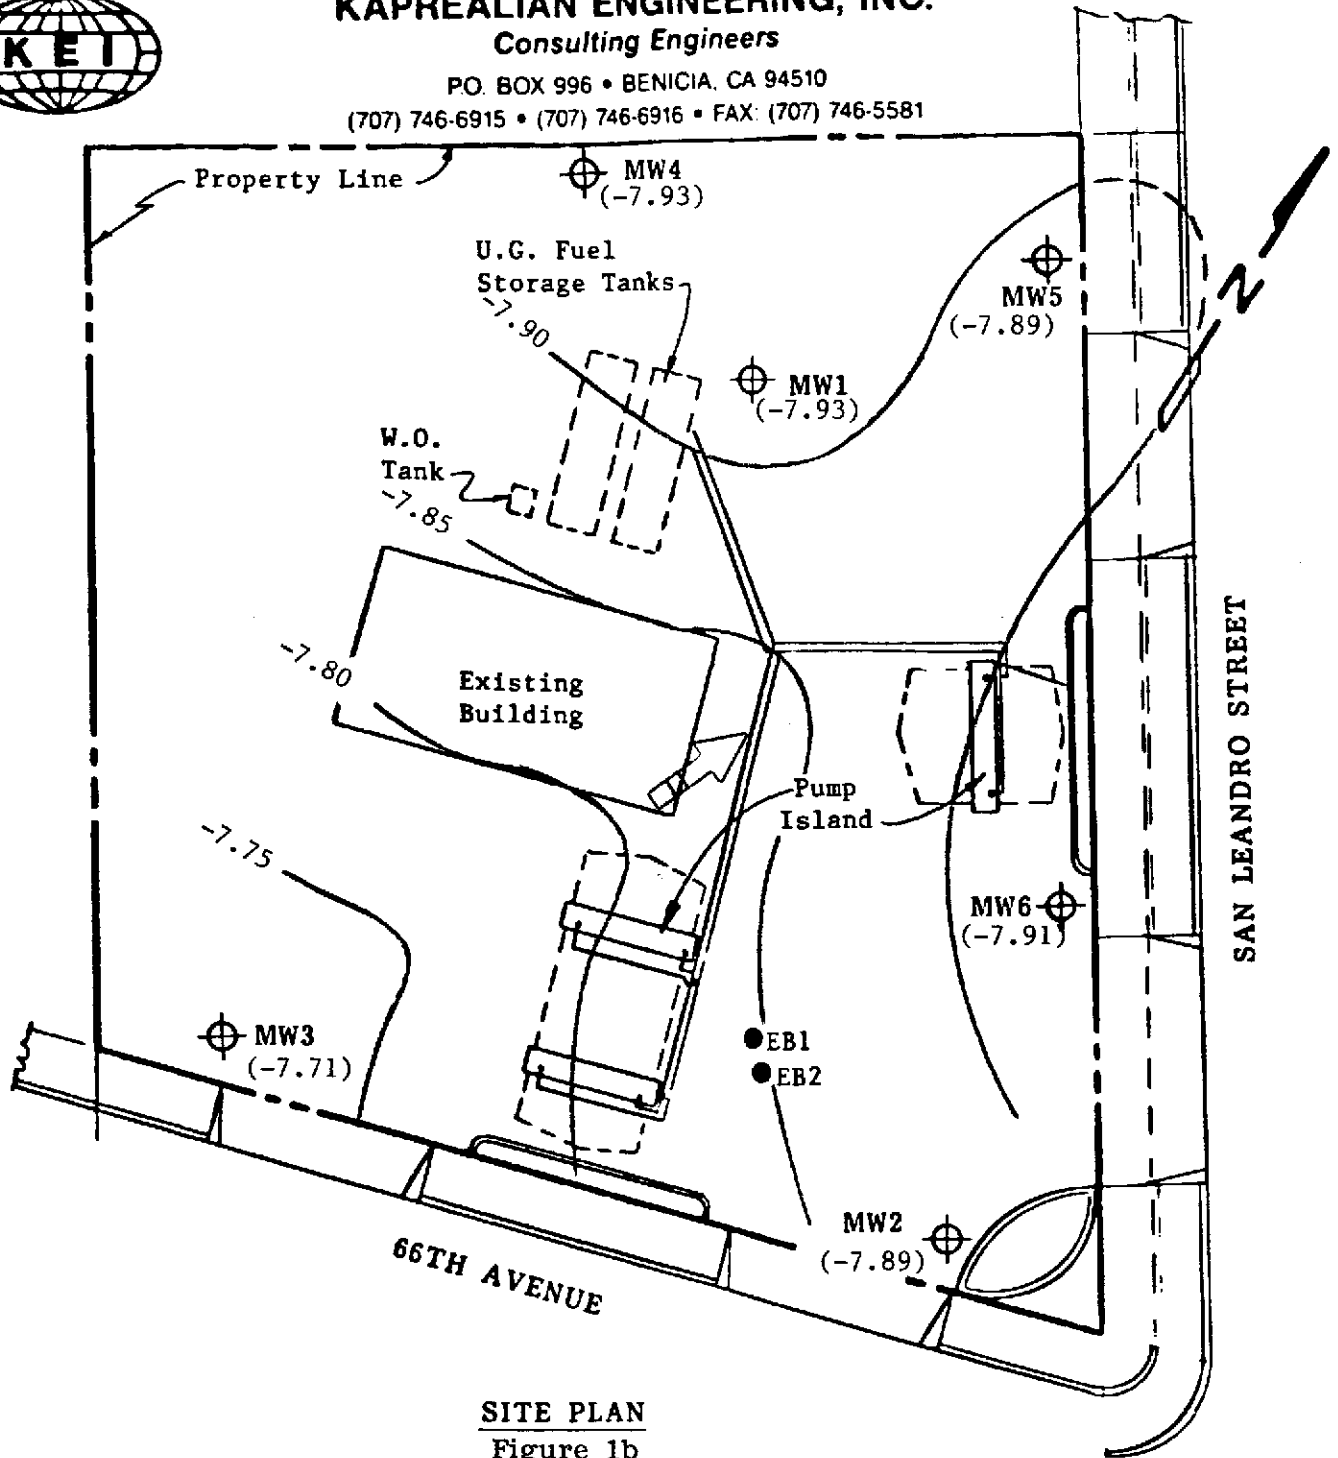 KAPREALIAN ENGINEERING, INC.
KEI
Consulting Engineers
P.O. BOX 996 • BENICIA, CA 94510
(707) 746-6915 • (707) 746-6916 • FAX: (707) 746-5581
Property Line
MW4
(-7.93)
U.G. Fuel
Storage Tanks
-7.90
MW5
(-7.89)
N
MW1
(-7.93)
W.O.
Tank
-7.85
-7.80
Existing
Building
Pump
Island
SAN LEANDRO STREET
-7.75
MW6
(-7.91)
MW3
(-7.71)
EB1
EB2
MW2
(-7.89)
66TH AVENUE
SITE PLAN
Figure 1b